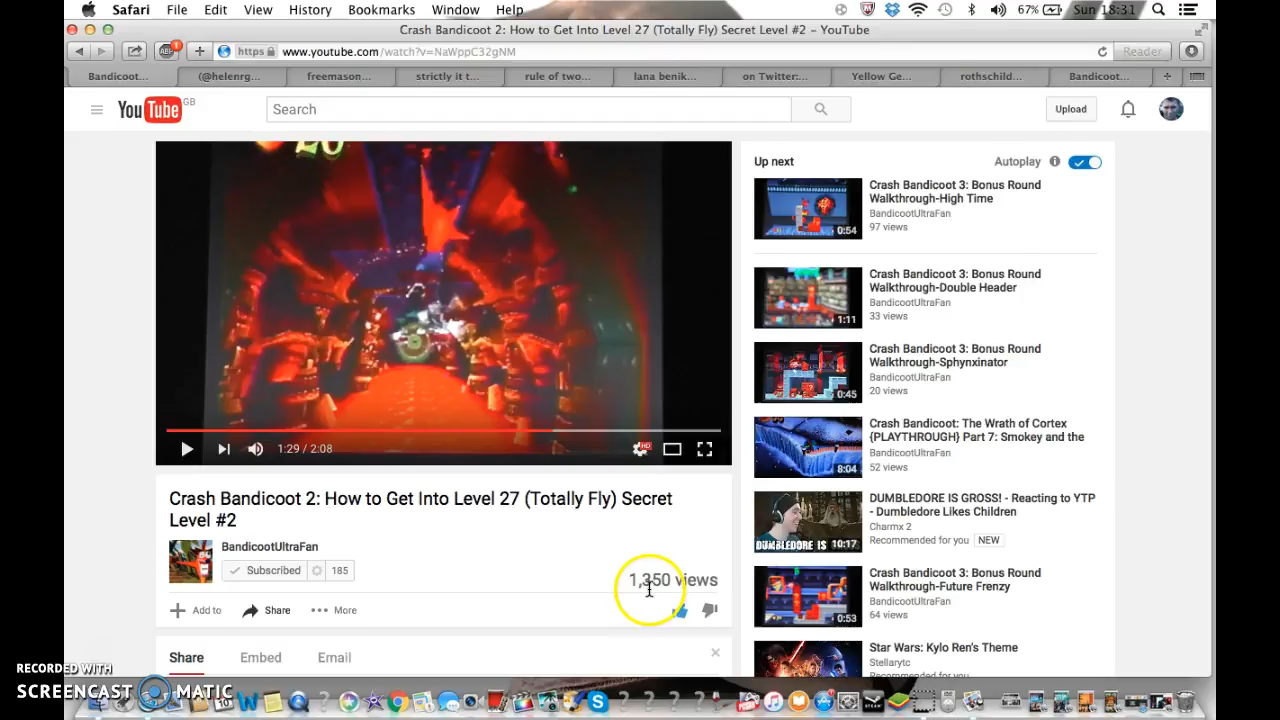 Safari File Edit View History Bookmarks Window Help 67% Sun 18:31
Crash Bandicoot 2: How to Get Into Level 27 (Totally Fly) Secret Level #2 – YouTube
https www.youtube.com/watch?v=NaWppC32gNM Reader
Bandicoot... (@helenrg... freemason... strictly it t... rule of two... lana benik... on Twitter:... Yellow Ge... rothschild... Bandicoot...
YouTube GB Search Upload
Up next Autoplay
Crash Bandicoot 3: Bonus Round
Walkthrough-High Time
BandicootUltraFan
97 views
0:54
Crash Bandicoot 3: Bonus Round
Walkthrough-Double Header
BandicootUltraFan
33 views
1:11
Crash Bandicoot 3: Bonus Round
Walkthrough-Sphynxinator
BandicootUltraFan
20 views
0:45
Crash Bandicoot: The Wrath of Cortex
{PLAYTHROUGH} Part 7: Smokey and the
BandicootUltraFan
52 views
8:04
DUMBLEDORE IS GROSS! - Reacting to YTP
- Dumbledore Likes Children
Charmx 2
Recommended for you NEW
DUMBLEDORE IS 10:17
Crash Bandicoot 3: Bonus Round
Walkthrough-Future Frenzy
BandicootUltraFan
64 views
0:53
Star Wars: Kylo Ren's Theme
Stellarytc
1:29 / 2:08 HD
Crash Bandicoot 2: How to Get Into Level 27 (Totally Fly) Secret
Level #2
BandicootUltraFan
Subscribed 185
1,350 views
Add to Share More
Share Embed Email
RECORDED WITH
SCREENCAST MATIC